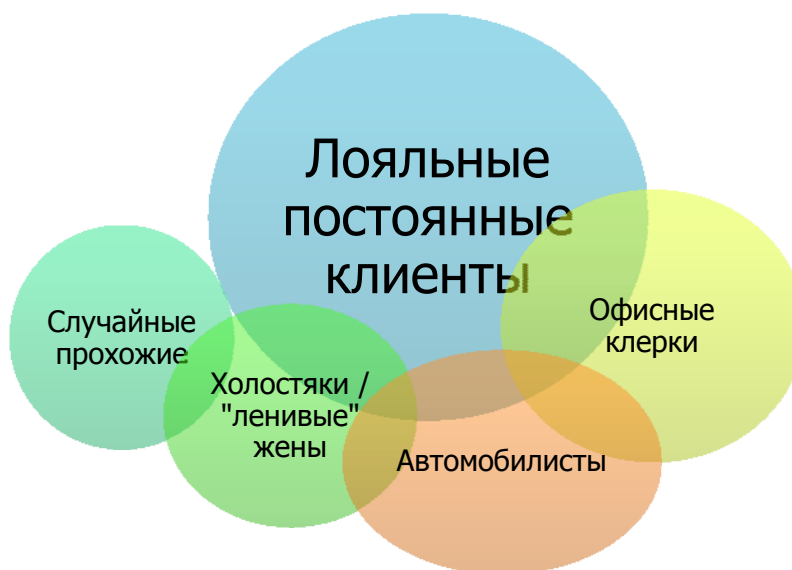 Лояльные
постоянные
клиенты
Случайные
прохожие
Холостяки /
"ленивые"
жены
Автомобилисты
Офисные
клерки